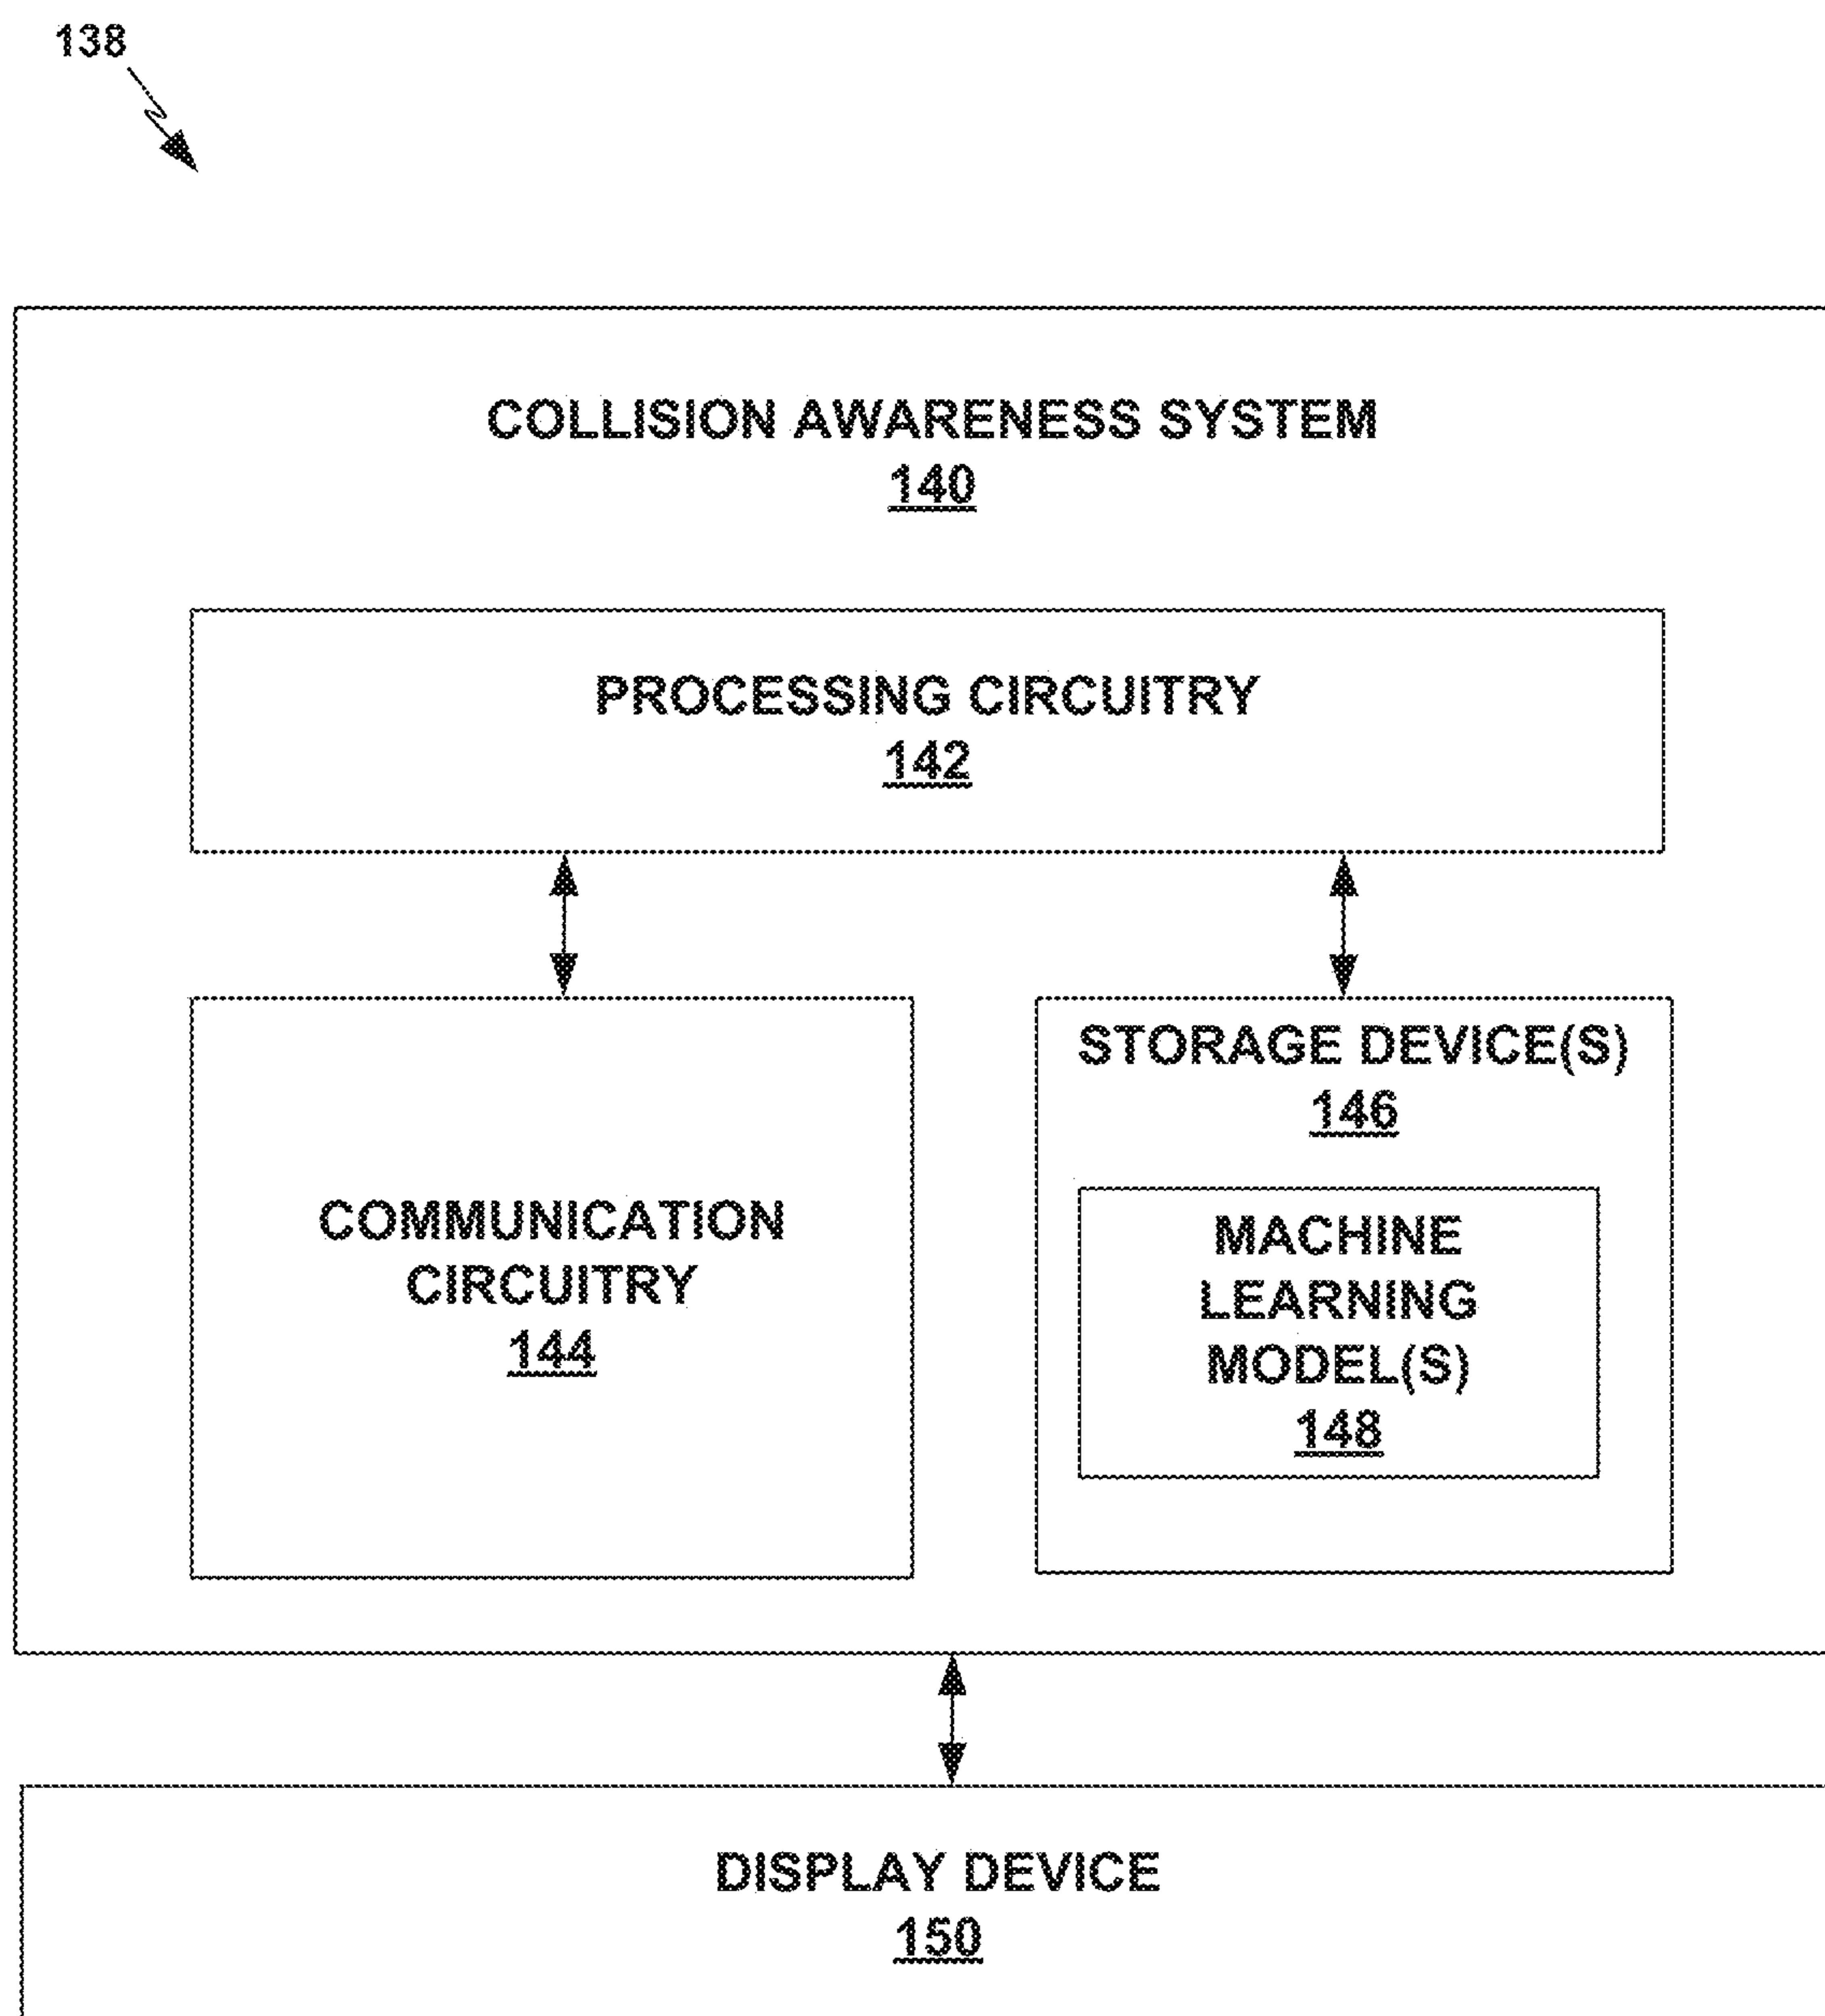 138
COLLISION AWARENESS SYSTEM
140
PROCESSING CIRCUITRY
142
COMMUNICATION
CIRCUITRY
144
STORAGE DEVICE(S)
146
MACHINE
LEARNING
MODEL(S)
148
DISPLAY DEVICE
150